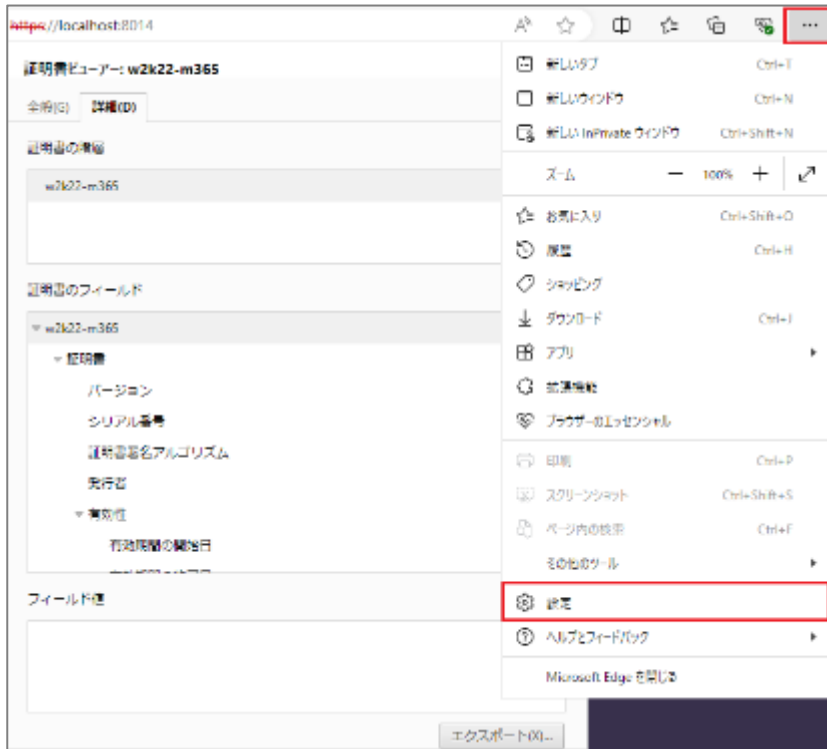 https://localhost:8014
証明書ビューアー: w2k22-m365
全般(G) 詳細(D)
証明書の階層
w2k22-m365
証明書のフィールド
w2k22-m365
証明書
バージョン
シリアル番号
証明書署名アルゴリズム
発行者
有効性
有効期間の開始日
フィールド値
エクスポート(X)...
新しいタブ Ctrl+T
新しいウィンドウ Ctrl+N
新しい InPrivate ウィンドウ Ctrl+Shift+N
ズーム 100%
お気に入り Ctrl+Shift+O
履歴 Ctrl+H
ショッピング
ダウンロード Ctrl+J
アプリ
拡張機能
ブラウザーのエッセンシャル
印刷 Ctrl+P
スクリーンショット Ctrl+Shift+S
ページ内の検索 Ctrl+F
その他のツール
設定
ヘルプとフィードバック
Microsoft Edge を閉じる